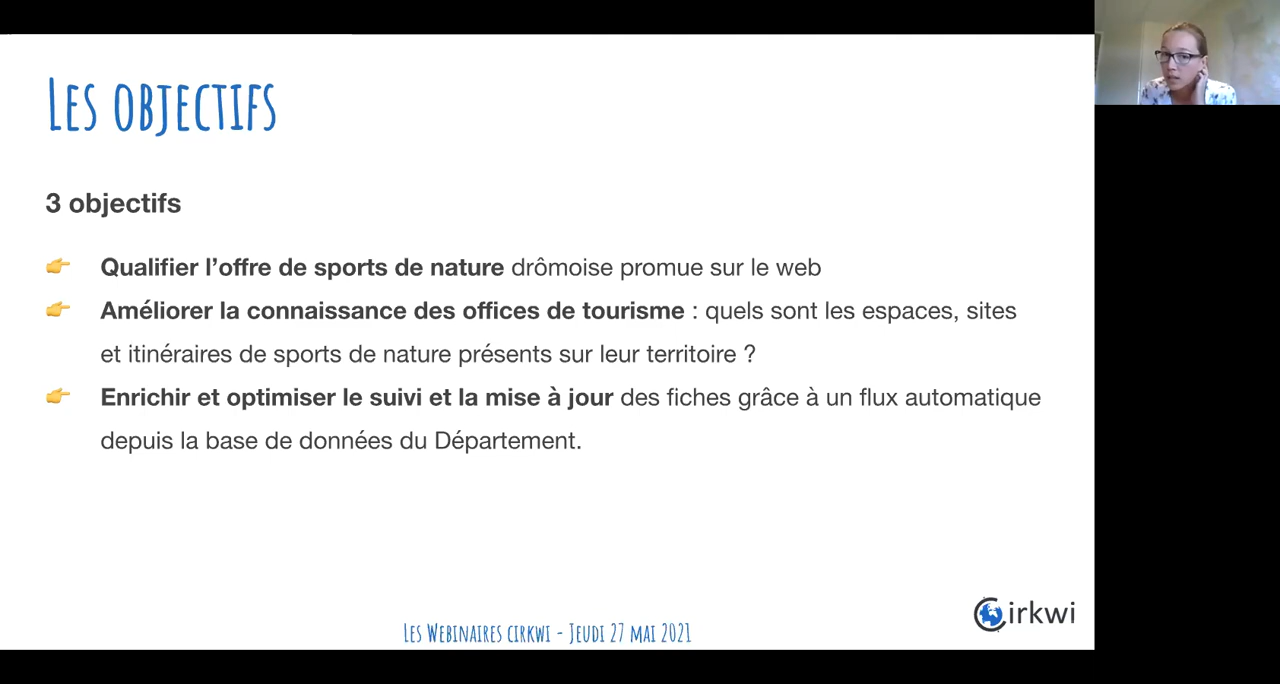 Les objectifs
3 objectifs
👉 Qualifier l’offre de sports de nature drômoise promue sur le web
👉 Améliorer la connaissance des offices de tourisme : quels sont les espaces, sites
et itinéraires de sports de nature présents sur leur territoire ?
👉 Enrichir et optimiser le suivi et la mise à jour des fiches grâce à un flux automatique
depuis la base de données du Département.
Cirkwi
Les Webinaires cirkwi - Jeudi 27 mai 2021